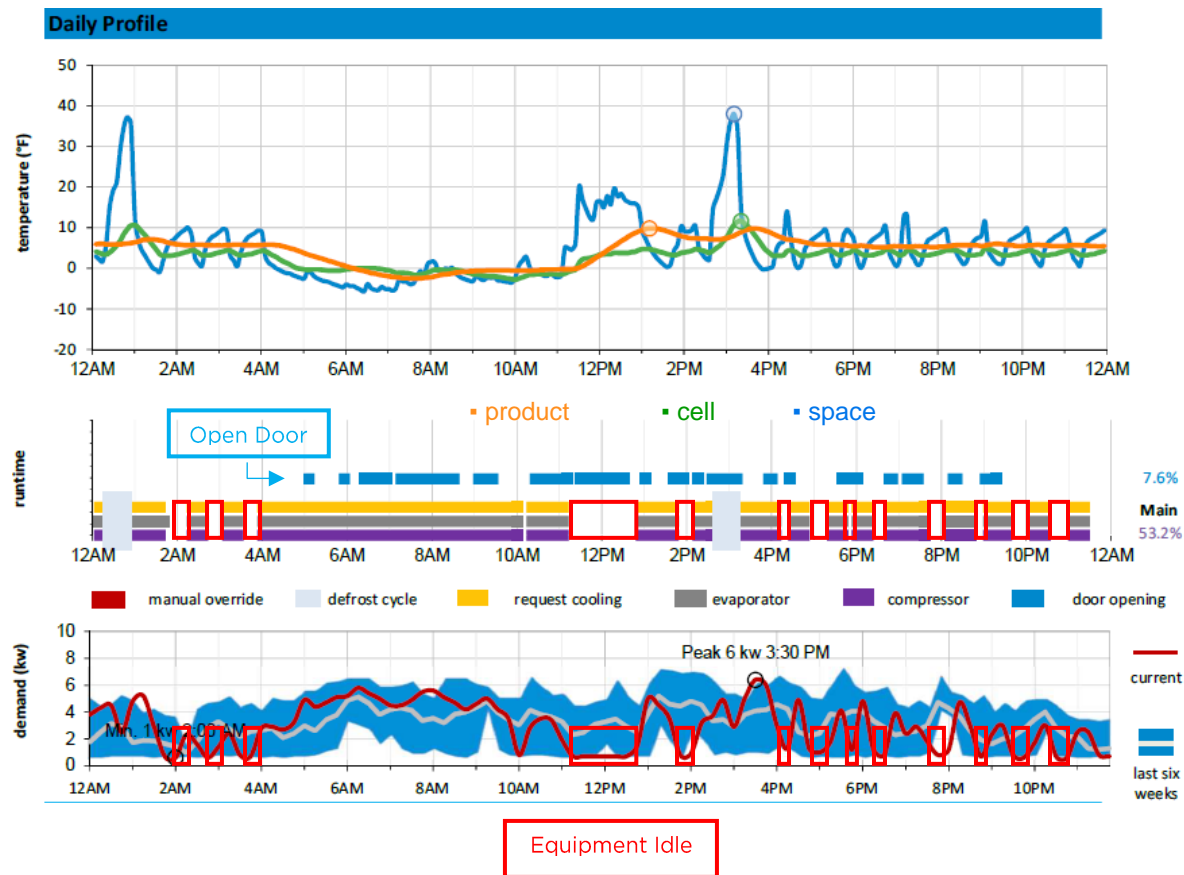 Daily Profile
temperature (°F)
50
40
30
20
10
0
-10
-20
12AM 2AM 4AM 6AM 8AM 10AM 12PM 2PM 4PM 6PM 8PM 10PM 12AM
product cell space
Open Door
runtime
7.6%
Main
53.2%
12AM 2AM 4AM 6AM 8AM 10AM 12PM 2PM 4PM 6PM 8PM 10PM 12AM
manual override defrost cycle request cooling evaporator compressor door opening
demand (kw)
10
8
6
4
2
0
Peak 6 kw 3:30 PM
Min. 1 kw AM
12AM 2AM 4AM 6AM 8AM 10AM 12PM 2PM 4PM 6PM 8PM 10PM
current
last six
weeks
Equipment Idle